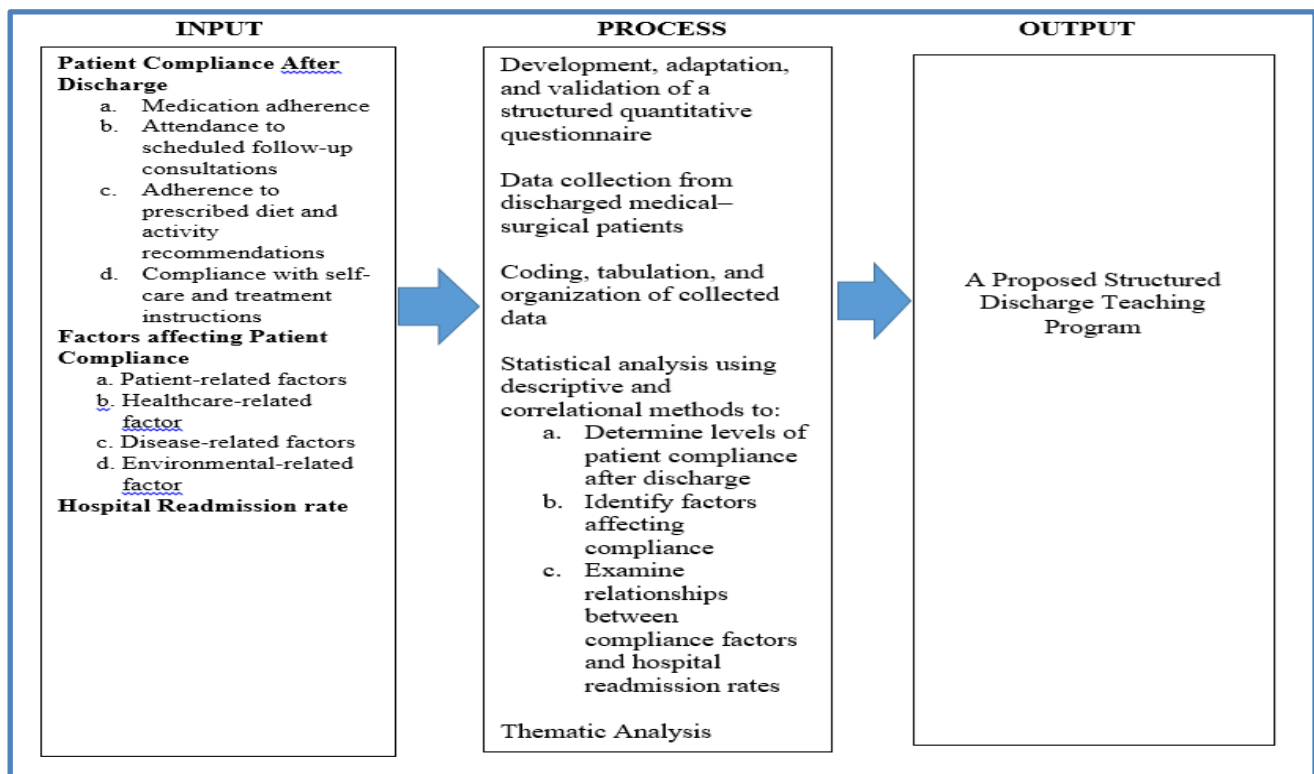 INPUT
Patient Compliance After
Discharge
a. Medication adherence
b. Attendance to
scheduled follow-up
consultations
c. Adherence to
prescribed diet and
activity
recommendations
d. Compliance with self-
care and treatment
instructions
Factors affecting Patient
Compliance
a. Patient-related factors
b. Healthcare-related
factor
c. Disease-related factors
d. Environmental-related
factor
Hospital Readmission rate
PROCESS
Development, adaptation,
and validation of a
structured quantitative
questionnaire
Data collection from
discharged medical–
surgical patients
Coding, tabulation, and
organization of collected
data
Statistical analysis using
descriptive and
correlational methods to:
a. Determine levels of
patient compliance
after discharge
b. Identify factors
affecting
compliance
c. Examine
relationships
between
compliance factors
and hospital
readmission rates
Thematic Analysis
OUTPUT
A Proposed Structured
Discharge Teaching
Program